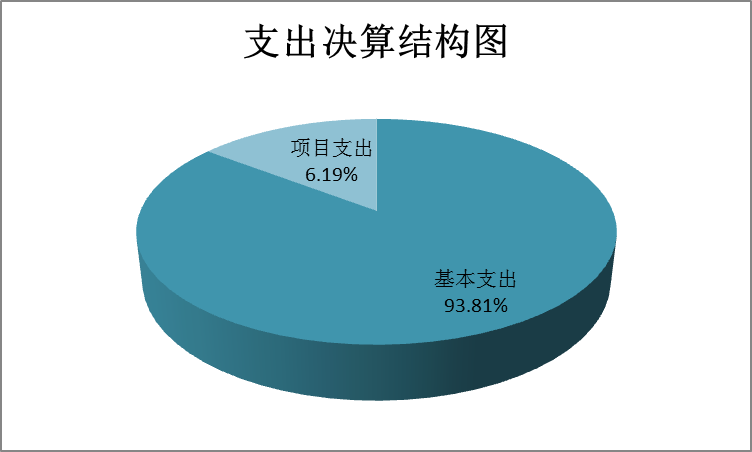 支出决算结构图
项目支出
6.19%
基本支出
93.81%